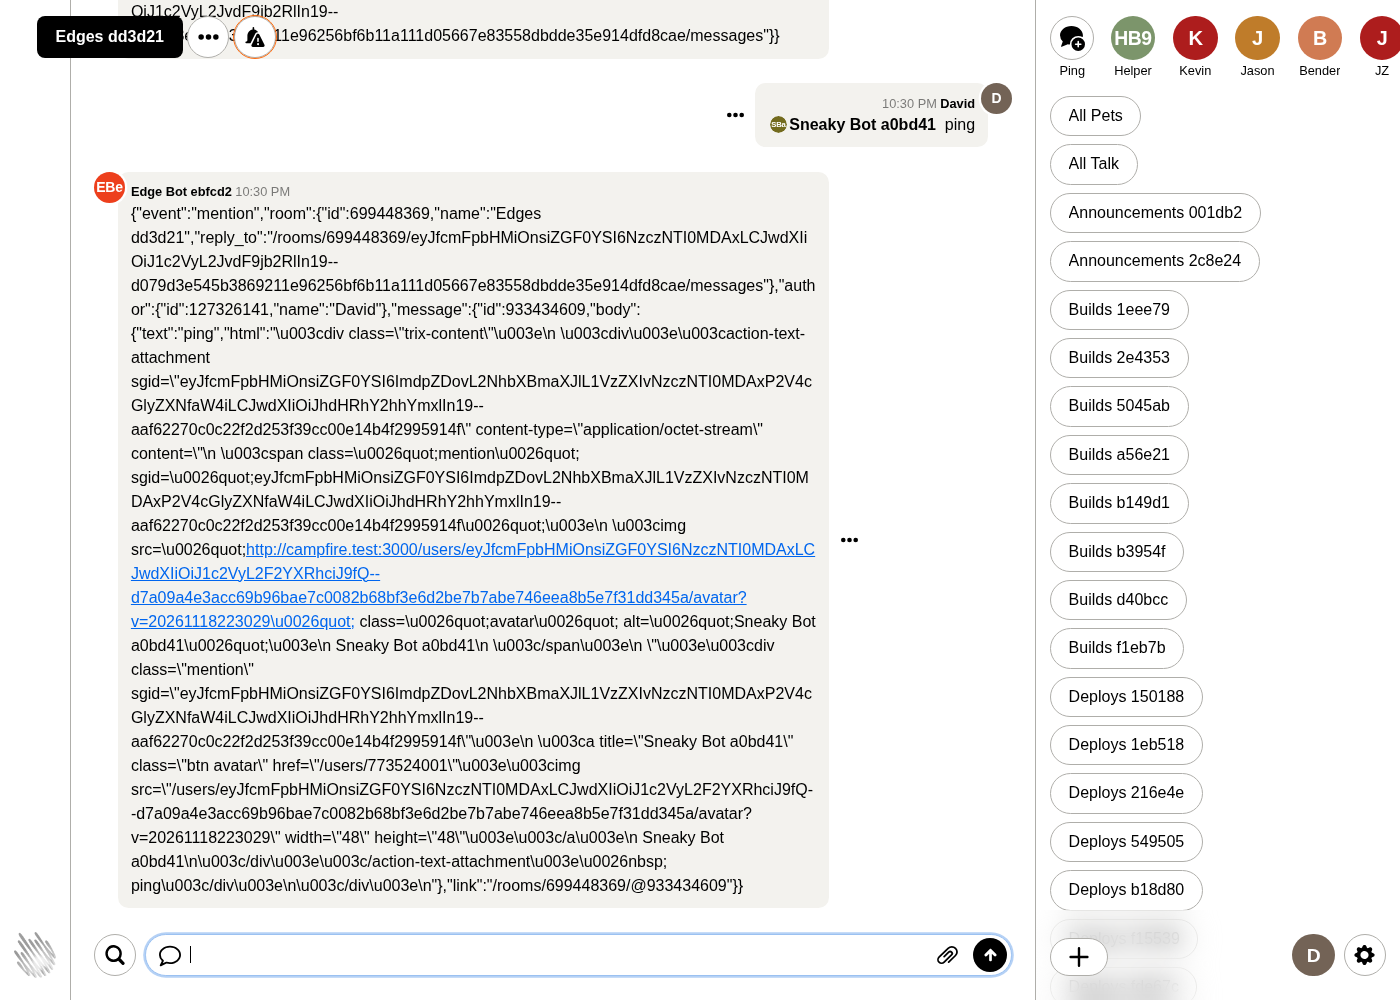 OiJ1c2VyL2JvdF9jb2RlIn19--
11e96256bf6b11a111d05667e83558dbdde35e914dfd8cae/messages"}}
Edges dd3d21
10:30 PM David
SBa Sneaky Bot a0bd41 ping
EBe
Edge Bot ebfcd2 10:30 PM
{"event":"mention","room":{"id":699448369,"name":"Edges
dd3d21","reply_to":"/rooms/699448369/eyJfcmFpbHMiOnsiZGF0YSI6NzczNTI0MDAxLCJwdXIi
OiJ1c2VyL2JvdF9jb2RlIn19--
d079d3e545b3869211e96256bf6b11a111d05667e83558dbdde35e914dfd8cae/messages"},"auth
or":{"id":127326141,"name":"David"},"message":{"id":933434609,"body":
{"text":"ping","html":"\u003cdiv class=\"trix-content\"\u003e\n \u003cdiv\u003e\u003caction-text-
attachment
sgid=\"eyJfcmFpbHMiOnsiZGF0YSI6ImdpZDovL2NhbXBmaXJlL1VzZXIvNzczNTI0MDAxP2V4c
GlyZXNfaW4iLCJwdXIiOiJhdHRhY2hhYmxlIn19--
aaf62270c0c22f2d253f39cc00e14b4f2995914f\" content-type=\"application/octet-stream\"
content=\"\n \u003cspan class=\u0026quot;mention\u0026quot;
sgid=\u0026quot;eyJfcmFpbHMiOnsiZGF0YSI6ImdpZDovL2NhbXBmaXJlL1VzZXIvNzczNTI0M
DAxP2V4cGlyZXNfaW4iLCJwdXIiOiJhdHRhY2hhYmxlIn19--
aaf62270c0c22f2d253f39cc00e14b4f2995914f\u0026quot;\u003e\n \u003cimg
src=\u0026quot;http://campfire.test:3000/users/eyJfcmFpbHMiOnsiZGF0YSI6NzczNTI0MDAxLC
JwdXIiOiJ1c2VyL2F2YXRhciJ9fQ--
d7a09a4e3acc69b96bae7c0082b68bf3e6d2be7b7abe746eea8b5e7f31dd345a/avatar?
v=20261118223029\u0026quot; class=\u0026quot;avatar\u0026quot; alt=\u0026quot;Sneaky Bot
a0bd41\u0026quot;\u003e\n Sneaky Bot a0bd41\n \u003c/span\u003e\n \"\u003e\u003cdiv
class=\"mention\"
sgid=\"eyJfcmFpbHMiOnsiZGF0YSI6ImdpZDovL2NhbXBmaXJlL1VzZXIvNzczNTI0MDAxP2V4c
GlyZXNfaW4iLCJwdXIiOiJhdHRhY2hhYmxlIn19--
aaf62270c0c22f2d253f39cc00e14b4f2995914f\"\u003e\n \u003ca title=\"Sneaky Bot a0bd41\"
class=\"btn avatar\" href=\"/users/773524001\"\u003e\u003cimg
src=\"/users/eyJfcmFpbHMiOnsiZGF0YSI6NzczNTI0MDAxLCJwdXIiOiJ1c2VyL2F2YXRhciJ9fQ-
-d7a09a4e3acc69b96bae7c0082b68bf3e6d2be7b7abe746eea8b5e7f31dd345a/avatar?
v=20261118223029\" width=\"48\" height=\"48\"\u003e\u003c/a\u003e\n Sneaky Bot
a0bd41\n\u003c/div\u003e\u003c/action-text-attachment\u003e\u0026nbsp;
ping\u003c/div\u003e\n\u003c/div\u003e\n"},"link":"/rooms/699448369/@933434609"}}
D
HB9 K J B J
Ping Helper Kevin Jason Bender JZ
All Pets
All Talk
Announcements 001db2
Announcements 2c8e24
Builds 1eee79
Builds 2e4353
Builds 5045ab
Builds a56e21
Builds b149d1
Builds b3954f
Builds d40bcc
Builds f1eb7b
Deploys 150188
Deploys 1eb518
Deploys 216e4e
Deploys 549505
Deploys b18d80
Deploys f15539
D